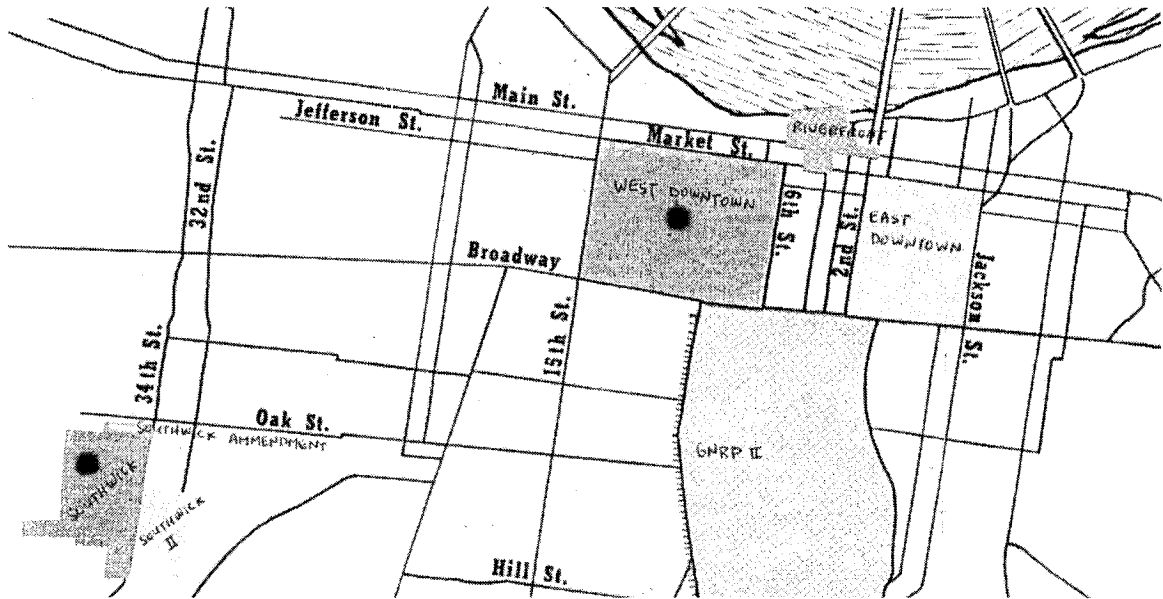 Main St.
Jefferson St.
Market St.
RIVERFRONT
32nd St.
WEST DOWNTOWN
6th St.
2nd St.
EAST
DOWNTOWN
Broadway
Jackson St.
15th St.
34th St.
Oak St.
SOUTHWICK AMMENDMENT
GNRP II
SOUTHWICK
SOUTHWICK
II
Hill St.